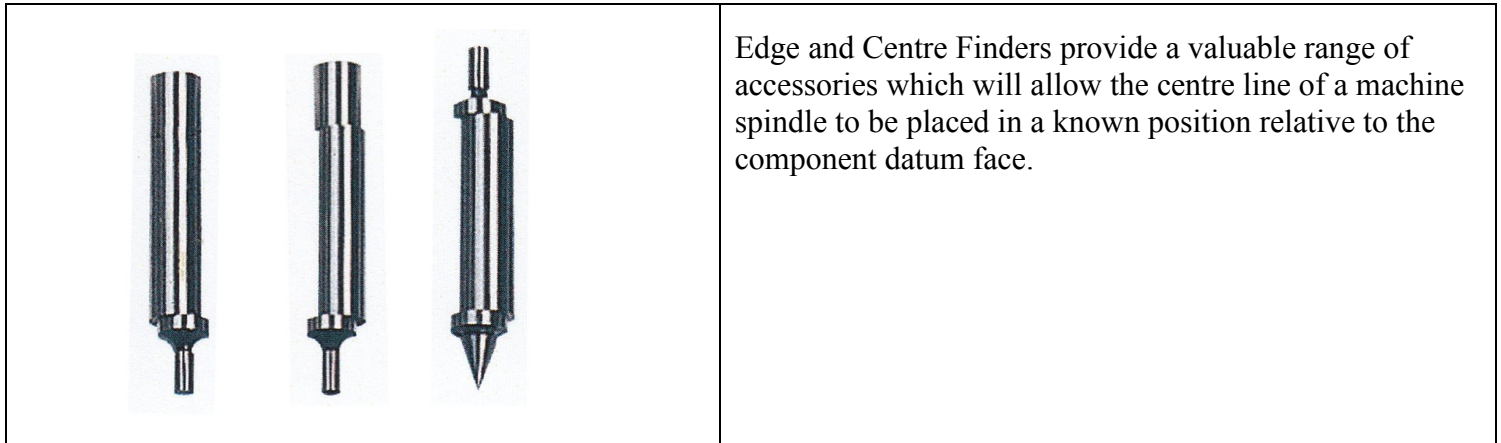 Edge and Centre Finders provide a valuable range of
accessories which will allow the centre line of a machine
spindle to be placed in a known position relative to the
component datum face.